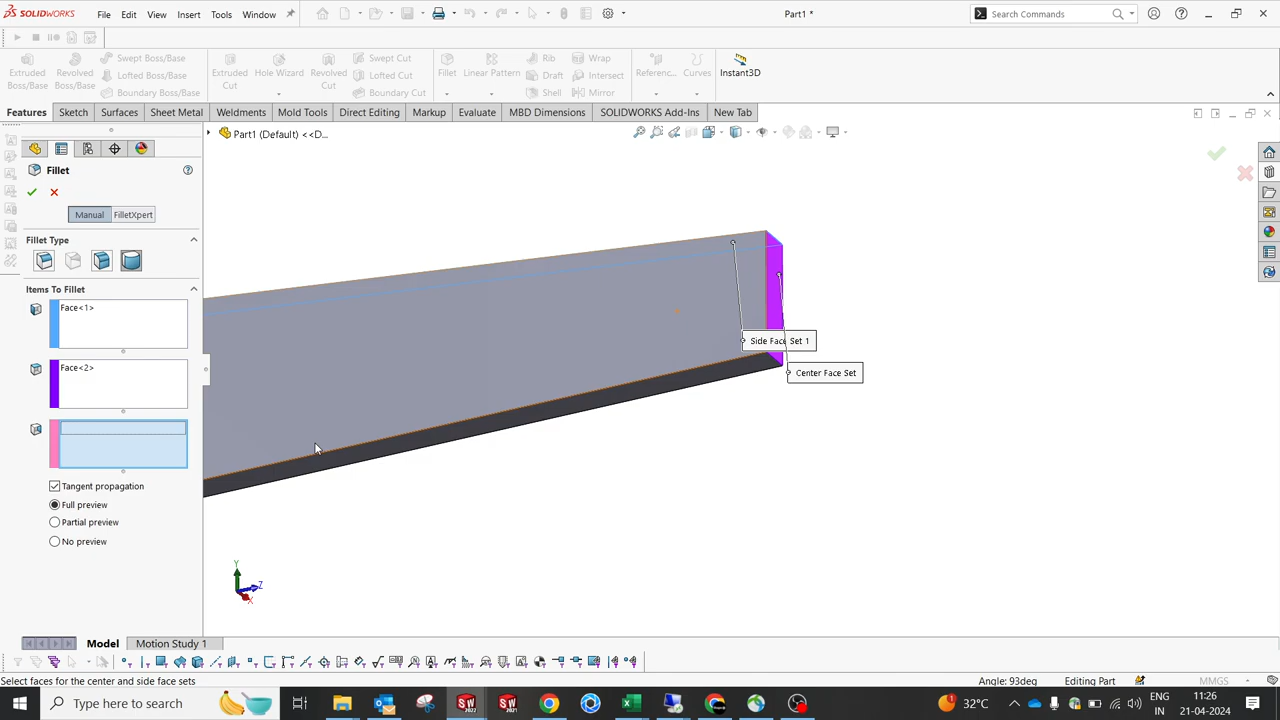 SOLIDWORKS
File Edit View Insert Tools Window
Part1 *
Search Commands
Extruded Boss/Base
Revolved Boss/Base
Swept Boss/Base
Lofted Boss/Base
Boundary Boss/Base
Extruded Cut
Hole Wizard
Revolved Cut
Swept Cut
Lofted Cut
Boundary Cut
Fillet
Linear Pattern
Rib
Draft
Shell
Wrap
Intersect
Mirror
Referenc...
Curves
Instant3D
Features Sketch Surfaces Sheet Metal Weldments Mold Tools Direct Editing Markup Evaluate MBD Dimensions SOLIDWORKS Add-Ins New Tab
Part1 (Default) <<D...
Fillet
Manual FilletXpert
Fillet Type
Items To Fillet
Face<1>
Face<2>
Tangent propagation
Full preview
Partial preview
No preview
Side Face Set 1
Center Face Set
Y
Z
X
Model Motion Study 1
Select faces for the center and side face sets
Angle: 93deg
Editing Part
MMGS
Type here to search
SW 2022
SW 2021
32°C
ENG
IN
11:26
21-04-2024